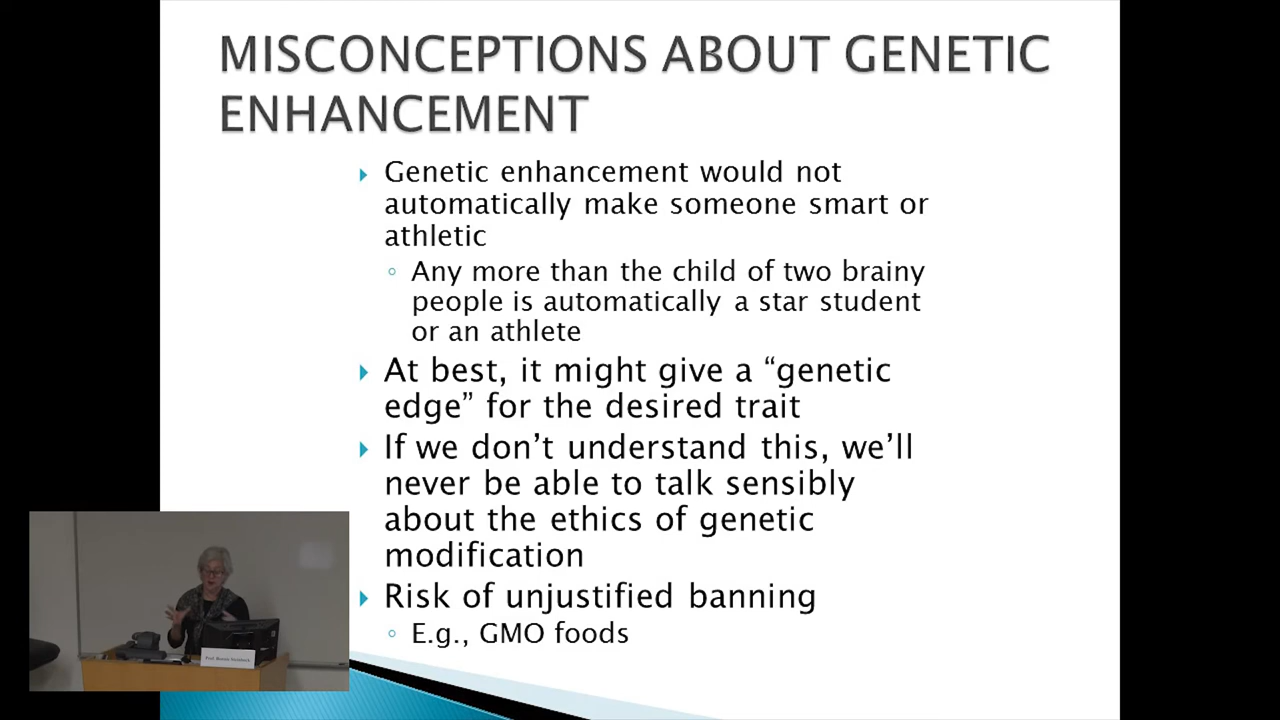 MISCONCEPTIONS ABOUT GENETIC
ENHANCEMENT
Genetic enhancement would not
automatically make someone smart or
athletic
Any more than the child of two brainy
people is automatically a star student
or an athlete
At best, it might give a “genetic
edge” for the desired trait
If we don’t understand this, we’ll
never be able to talk sensibly
about the ethics of genetic
modification
Risk of unjustified banning
E.g., GMO foods
Prof. Bonnie Steinbock